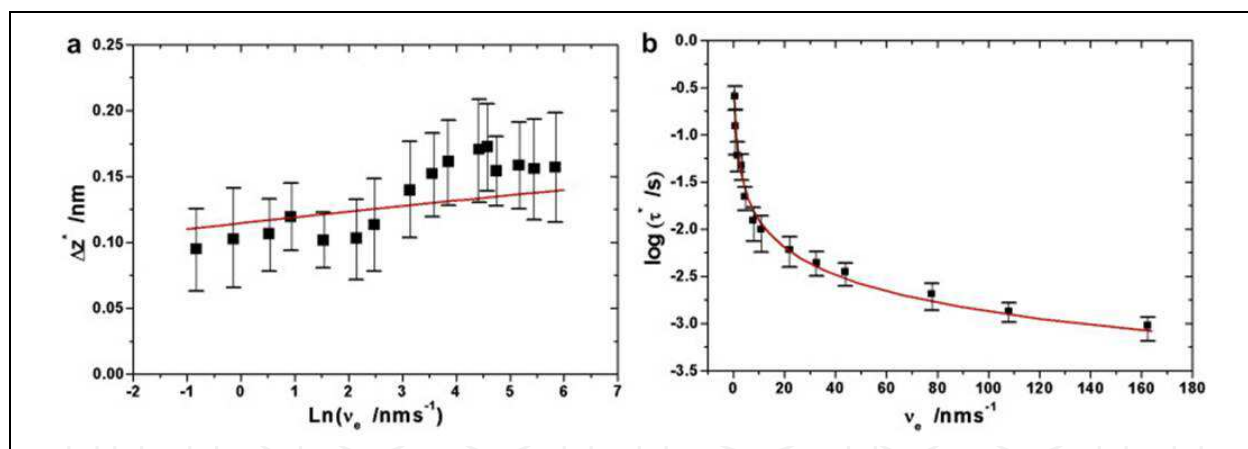 a
0.25
0.20
0.15
0.10
0.05
0.00
Δz* /nm
-2 -1 0 1 2 3 4 5 6 7
Ln(νe /nms-1)
b
0.0
-0.5
-1.0
-1.5
-2.0
-2.5
-3.0
-3.5
log (τ* /s)
0 20 40 60 80 100 120 140 160 180
νe /nms-1